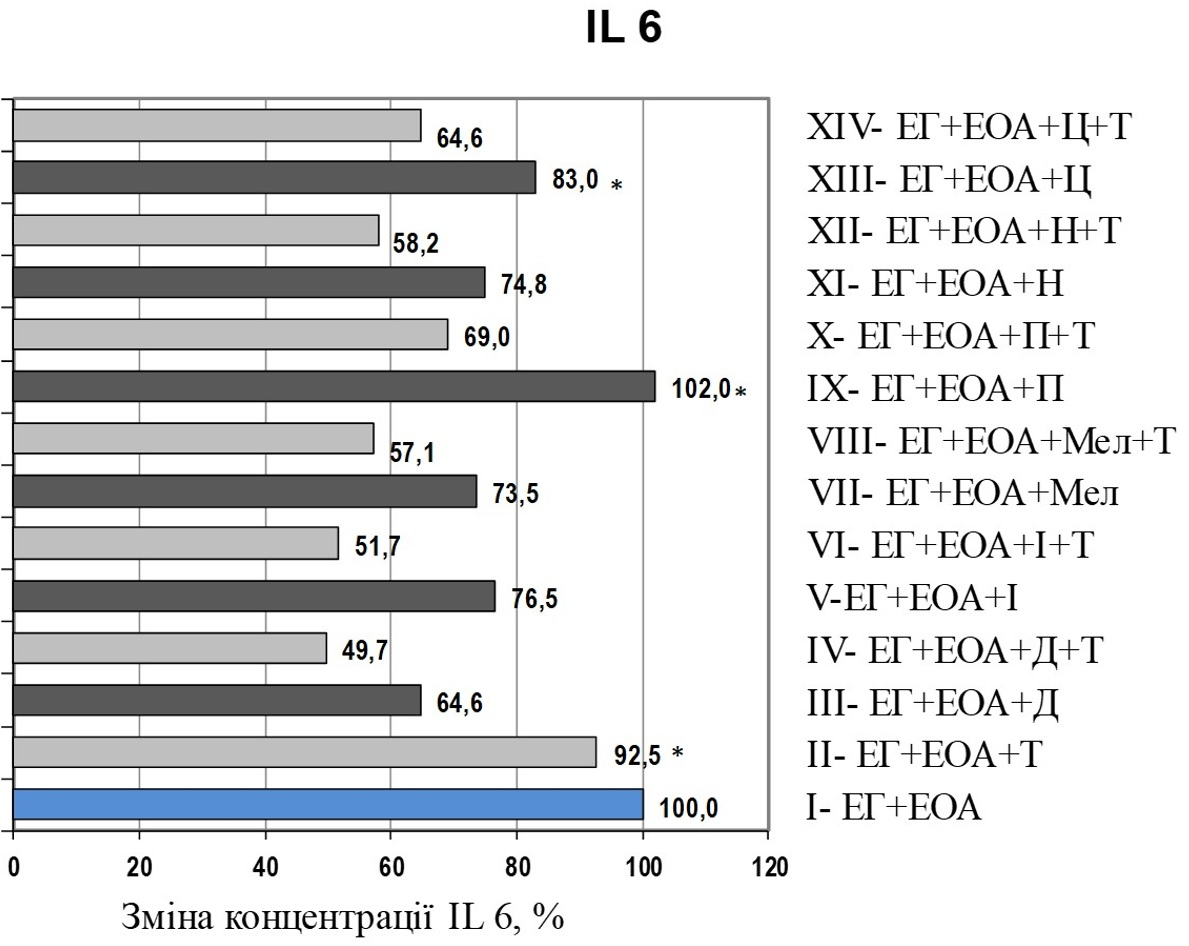 IL 6
64,6 XIV- ЕГ+ЕОА+Ц+Т
83,0 * XIII- ЕГ+ЕОА+Ц
58,2 XII- ЕГ+ЕОА+Н+Т
74,8 XI- ЕГ+ЕОА+Н
69,0 X- ЕГ+ЕОА+П+Т
102,0* IX- ЕГ+ЕОА+П
57,1 VIII- ЕГ+ЕОА+Мел+Т
73,5 VII- ЕГ+ЕОА+Мел
51,7 VI- ЕГ+ЕОА+І+Т
76,5 V-ЕГ+ЕОА+І
49,7 IV- ЕГ+ЕОА+Д+Т
64,6 III- ЕГ+ЕОА+Д
92,5 * II- ЕГ+ЕОА+Т
100,0 I- ЕГ+ЕОА
0 20 40 60 80 100 120
Зміна концентрації IL 6, %